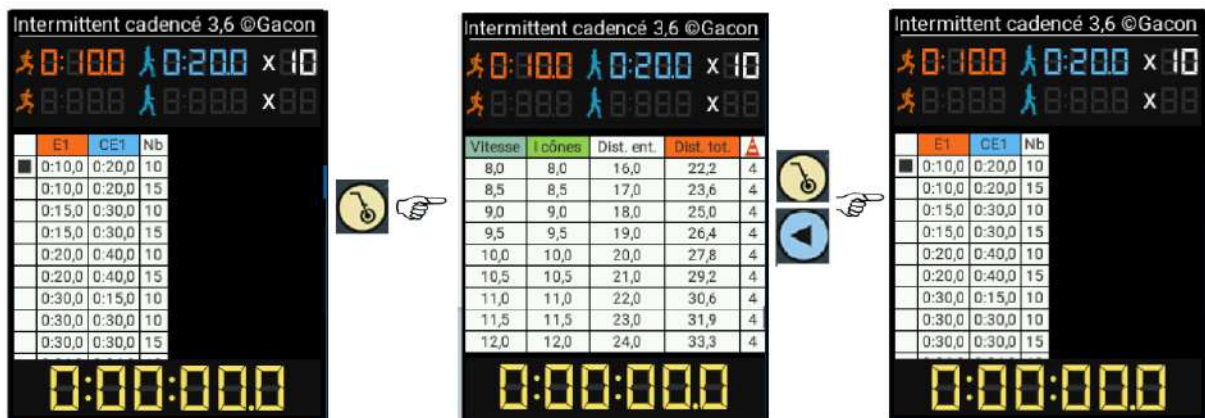 Intermittent cadencé 3,6 ©Gacon
0:10.0 0:20.0 X 10
X
E1 CE1 Nb
0:10,0 0:20,0 10
0:10,0 0:20,0 15
0:15,0 0:30,0 10
0:15,0 0:30,0 15
0:20,0 0:40,0 10
0:20,0 0:40,0 15
0:30,0 0:15,0 10
0:30,0 0:30,0 10
0:30,0 0:30,0 15
0:00:00.0
Intermittent cadencé 3,6 ©Gacon
0:10.0 0:20.0 X 10
X
Vitesse I cônes Dist. ent. Dist. tot.
8,0 8,0 16,0 22,2 4
8,5 8,5 17,0 23,6 4
9,0 9,0 18,0 25,0 4
9,5 9,5 19,0 26,4 4
10,0 10,0 20,0 27,8 4
10,5 10,5 21,0 29,2 4
11,0 11,0 22,0 30,6 4
11,5 11,5 23,0 31,9 4
12,0 12,0 24,0 33,3 4
0:00:00.0
Intermittent cadencé 3,6 ©Gacon
0:10.0 0:20.0 X 10
X
E1 CE1 Nb
0:10,0 0:20,0 10
0:10,0 0:20,0 15
0:15,0 0:30,0 10
0:15,0 0:30,0 15
0:20,0 0:40,0 10
0:20,0 0:40,0 15
0:30,0 0:15,0 10
0:30,0 0:30,0 10
0:30,0 0:30,0 15
0:00:00.0